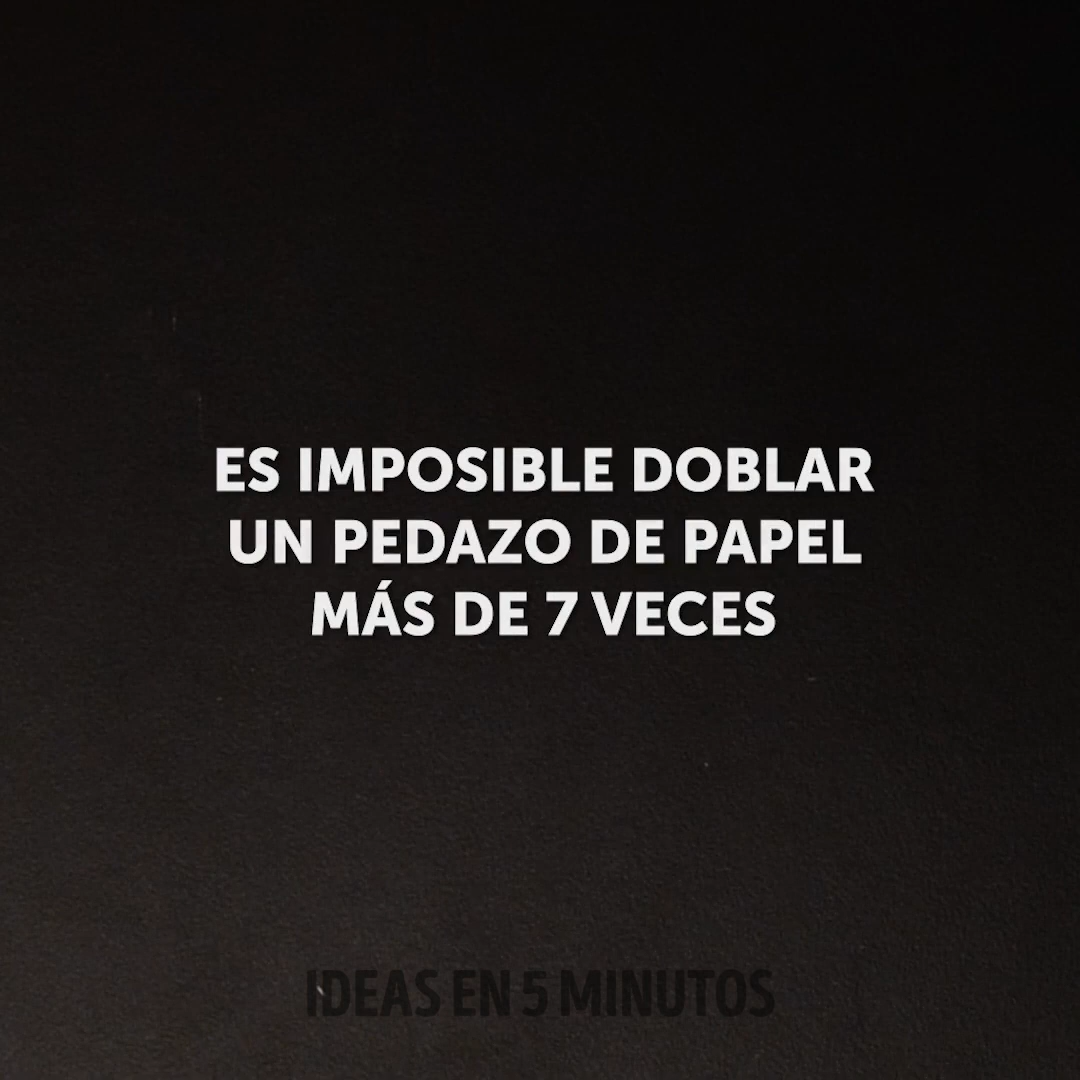 ES IMPOSIBLE DOBLAR
UN PEDAZO DE PAPEL
MÁS DE 7 VECES
IDEAS EN 5 MINUTOS